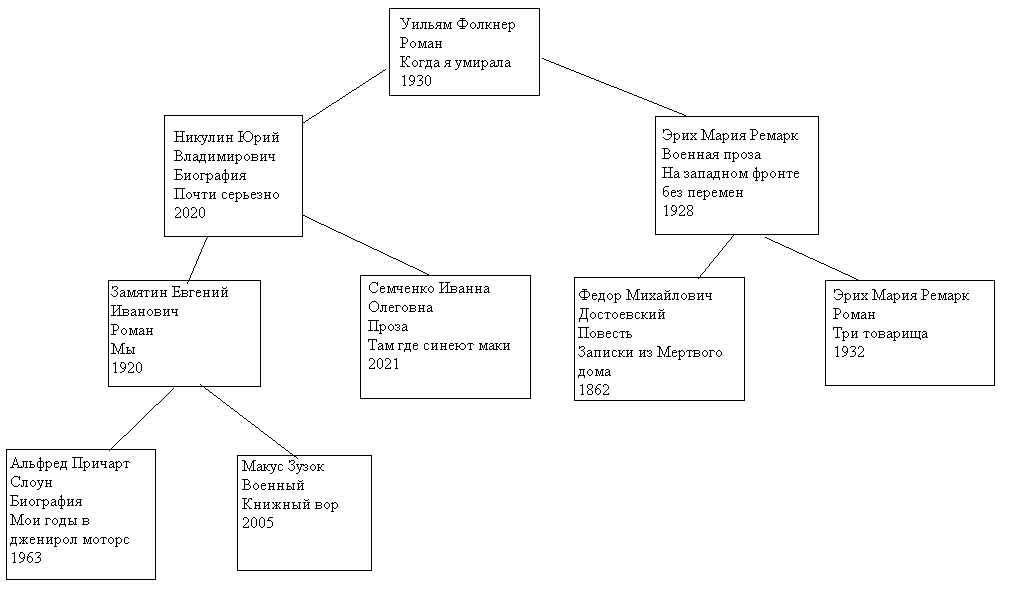 Уильям Фолкнер
Роман
Когда я умирала
1930
Никулин Юрий
Владимирович
Биография
Почти серьезно
2020
Эрих Мария Ремарк
Военная проза
На западном фронте
без перемен
1928
Замятин Евгений
Иванович
Роман
Мы
1920
Семченко Иванна
Олеговна
Проза
Там где синеют маки
2021
Федор Михайлович
Достоевский
Повесть
Записки из Мертвого
дома
1862
Эрих Мария Ремарк
Роман
Три товарища
1932
Альфред Причарт
Слоун
Биография
Мои годы в
дженирол моторс
1963
Макус Зузок
Военный
Книжный вор
2005